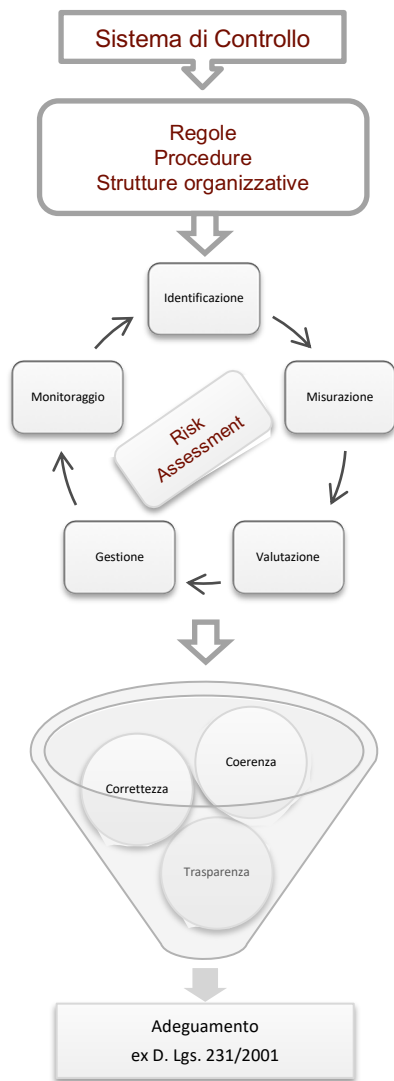 Sistema di Controllo
Regole
Procedure
Strutture organizzative
Identificazione
Monitoraggio
Misurazione
Risk
Assessment
Gestione
Valutazione
Coerenza
Correttezza
Trasparenza
Adeguamento
ex D. Lgs. 231/2001